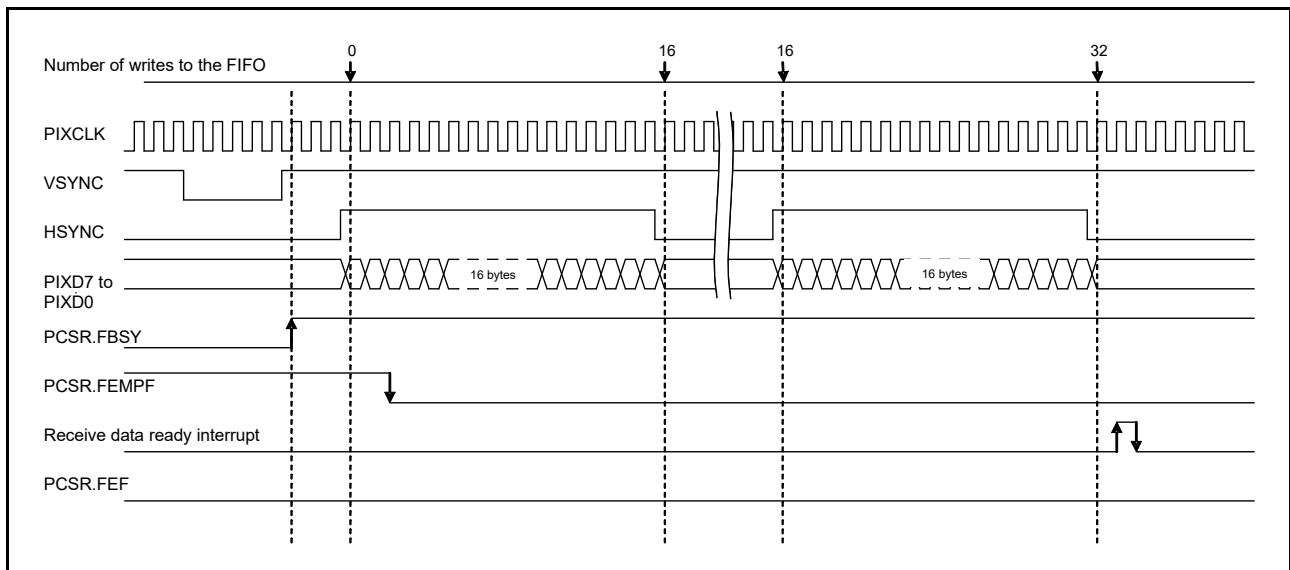 0 16 16 32
Number of writes to the FIFO
PIXCLK
VSYNC
HSYNC
16 bytes 16 bytes
PIXD7 to
PIXD0
PCSR.FBSY
PCSR.FEMPF
Receive data ready interrupt
PCSR.FEF